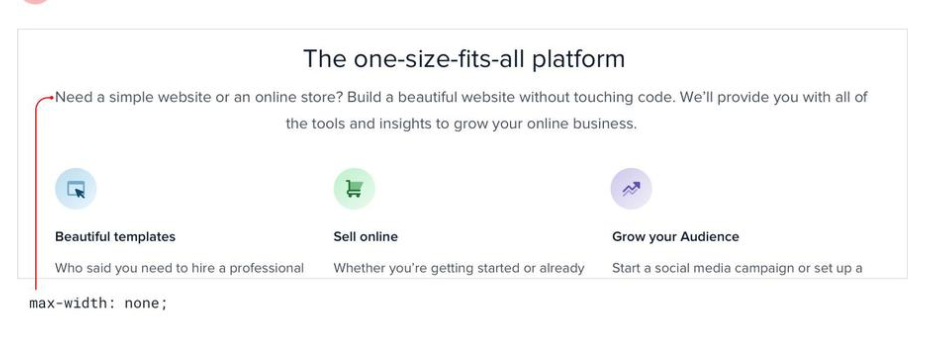 The one-size-fits-all platform
Need a simple website or an online store? Build a beautiful website without touching code. We’ll provide you with all of
the tools and insights to grow your online business.
Beautiful templates
Sell online
Grow your Audience
Who said you need to hire a professional
Whether you’re getting started or already
Start a social media campaign or set up a
max-width: none;